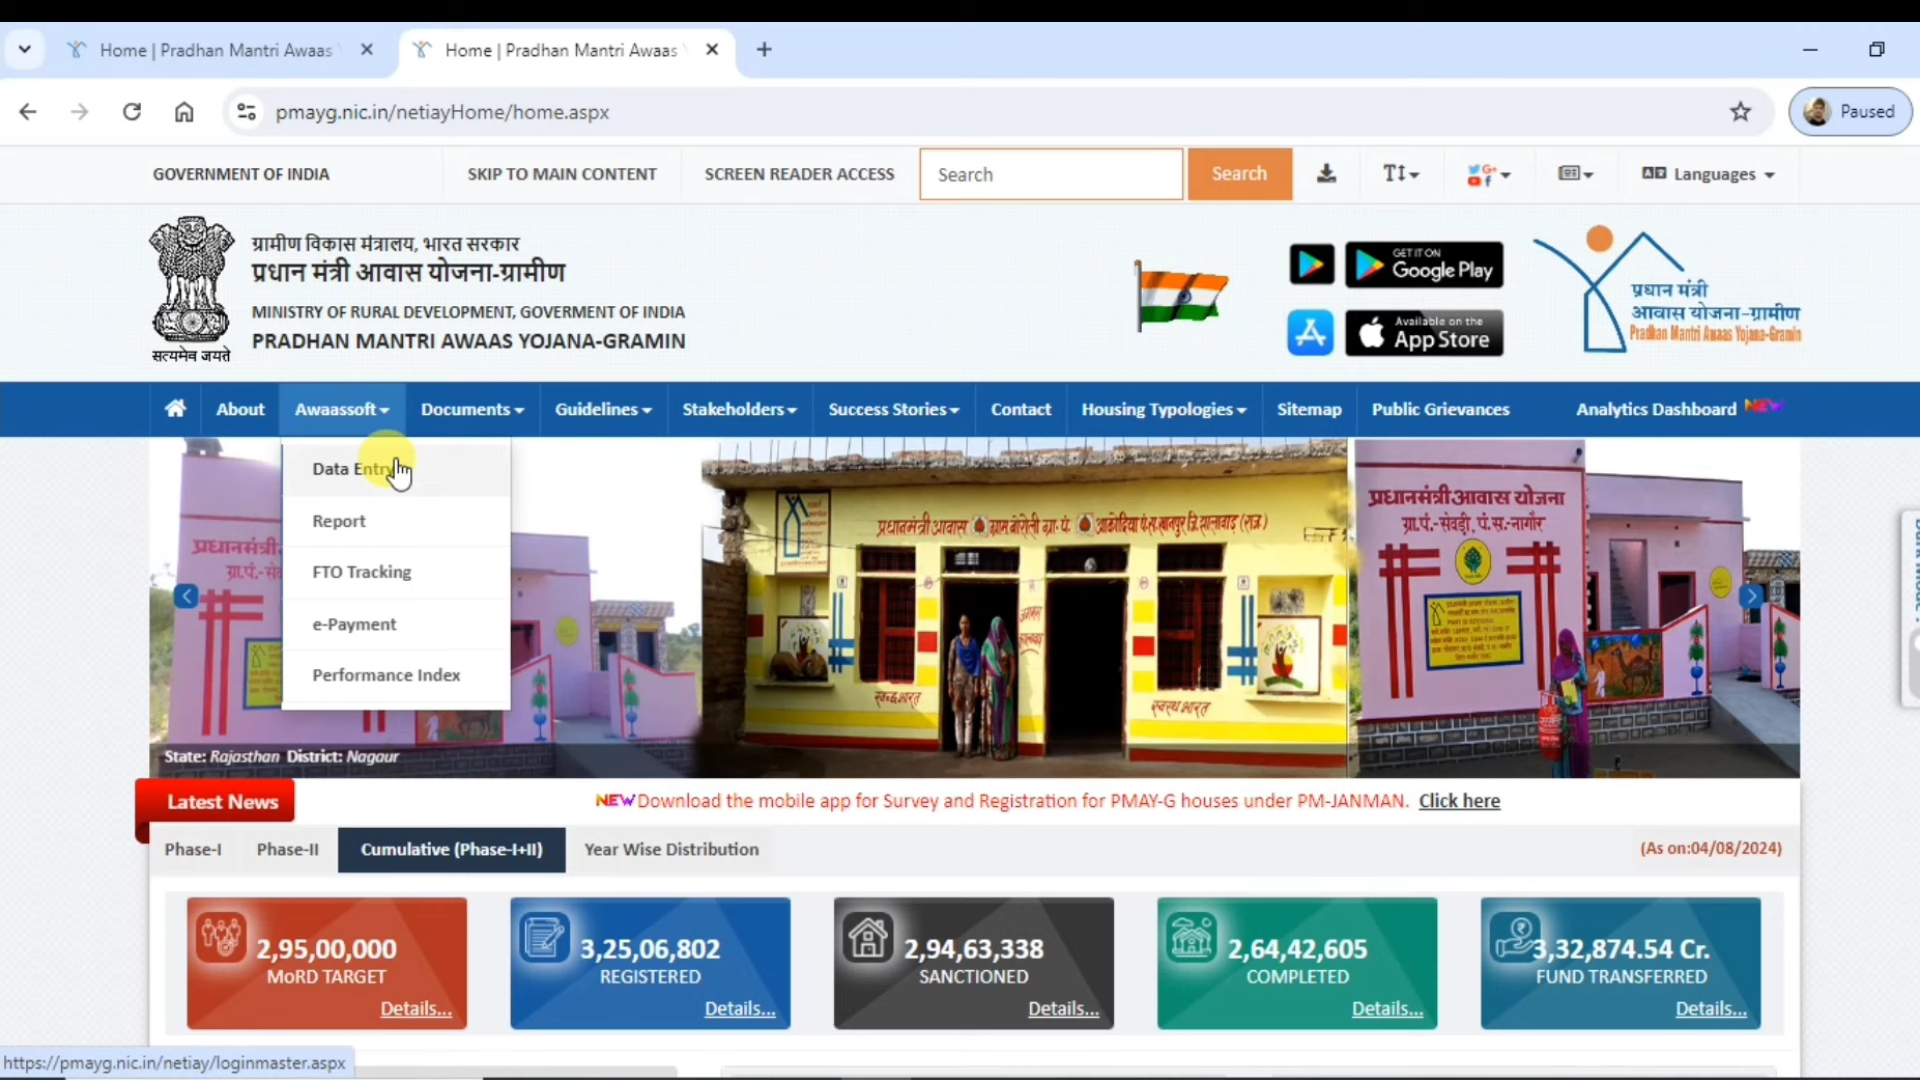 Home | Pradhan Mantri Awaas
Home | Pradhan Mantri Awaas
pmayg.nic.in/netiayHome/home.aspx
Paused
GOVERNMENT OF INDIA
SKIP TO MAIN CONTENT
SCREEN READER ACCESS
Search
Search
Languages
ग्रामीण विकास मंत्रालय, भारत सरकार
प्रधान मंत्री आवास योजना-ग्रामीण
MINISTRY OF RURAL DEVELOPMENT, GOVERMENT OF INDIA
PRADHAN MANTRI AWAAS YOJANA-GRAMIN
सत्यमेव जयते
GET IT ON
Google Play
Available on the
App Store
प्रधान मंत्री
आवास योजना-ग्रामीण
Pradhan Mantri Awaas Yojana-Gramin
About
Awaassoft
Documents
Guidelines
Stakeholders
Success Stories
Contact
Housing Typologies
Sitemap
Public Grievances
Analytics Dashboard NEW
Data Entry
Report
FTO Tracking
e-Payment
Performance Index
प्रधानमंत्री आवास योजना
ग्रा.पं.-सेवड़ी, पं.स.-नागौर
स्वच्छ भारत
स्वस्थ भारत
State: Rajasthan District: Nagaur
Latest News
NEW Download the mobile app for Survey and Registration for PMAY-G houses under PM-JANMAN. Click here
Phase-I
Phase-II
Cumulative (Phase-I+II)
Year Wise Distribution
(As on:04/08/2024)
2,95,00,000
MoRD TARGET
Details...
3,25,06,802
REGISTERED
Details...
2,94,63,338
SANCTIONED
Details...
2,64,42,605
COMPLETED
Details...
3,32,874.54 Cr.
FUND TRANSFERRED
Details...
https://pmayg.nic.in/netiay/loginmaster.aspx